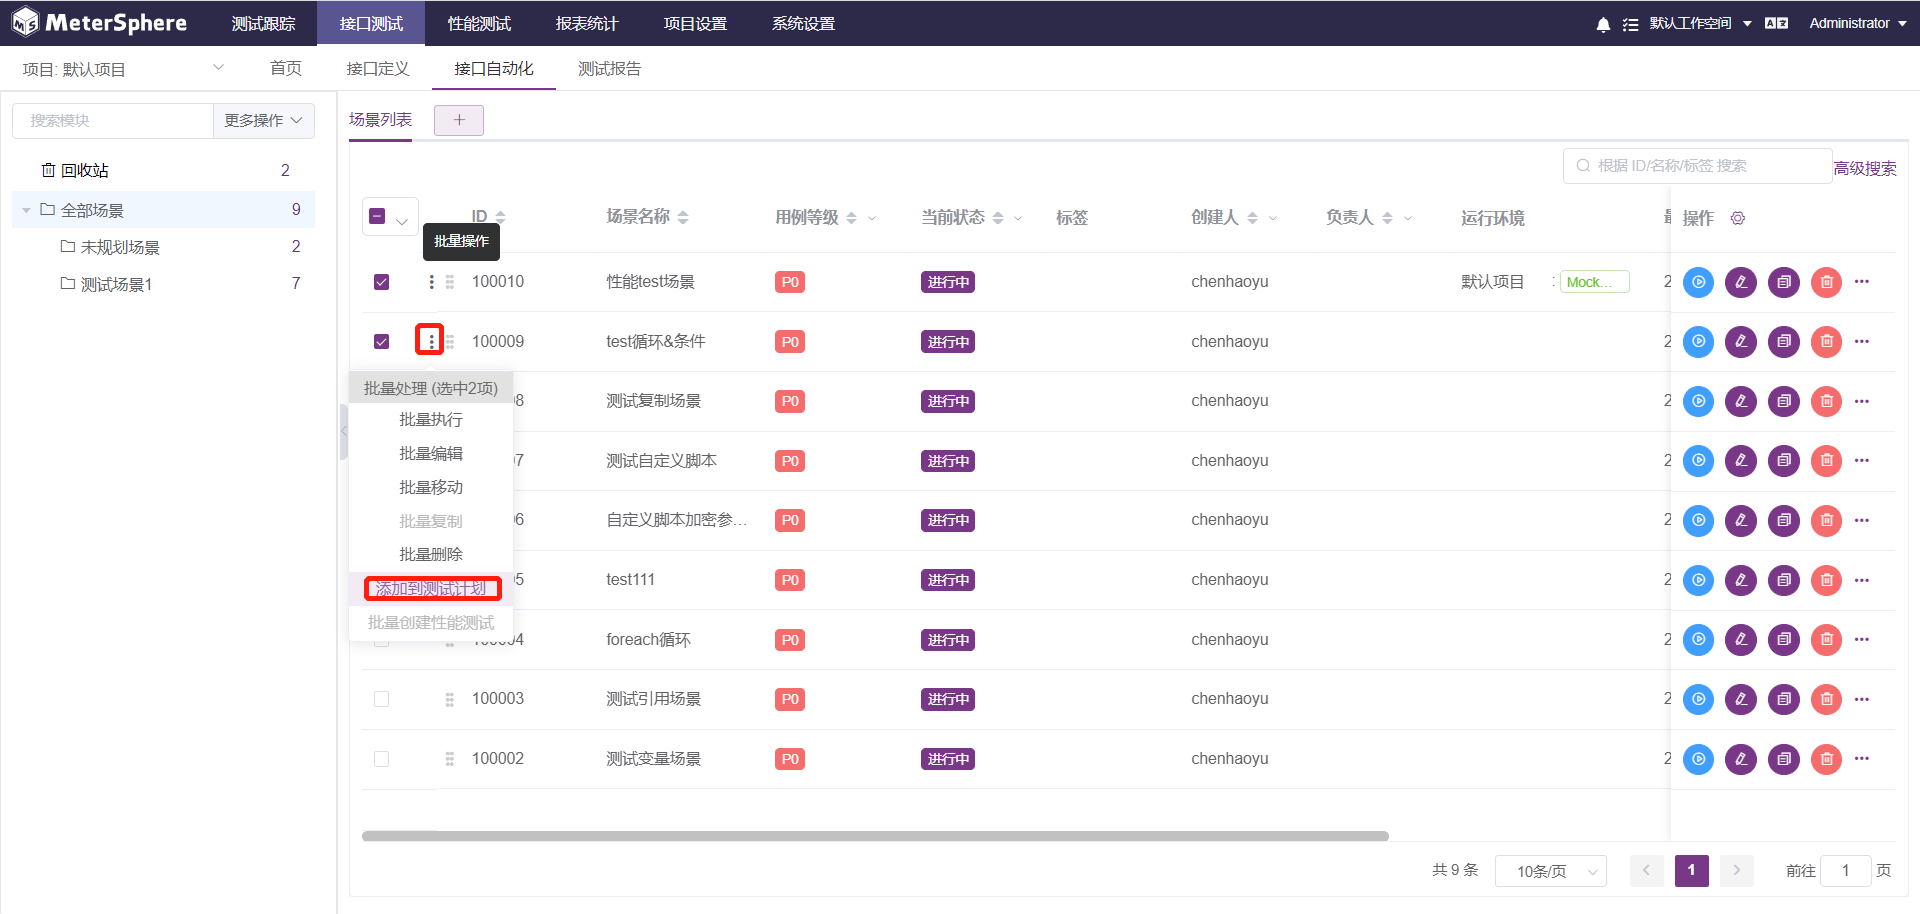 MeterSphere 测试跟踪 接口测试 性能测试 报表统计 项目设置 系统设置 默认工作空间 Administrator
项目: 默认项目 首页 接口定义 接口自动化 测试报告
搜索模块 更多操作
回收站 2
全部场景 9
未规划场景 2
测试场景1 7
场景列表 +
根据 ID/名称/标签 搜索 高级搜索
ID 场景名称 用例等级 当前状态 标签 创建人 负责人 运行环境 操作
批量操作
100010 性能test场景 P0 进行中 chenhaoyu 默认项目 : Mock... 2
100009 test循环&条件 P0 进行中 chenhaoyu 2
批量处理 (选中2项)
8 测试复制场景 P0 进行中 chenhaoyu 2
批量执行
批量编辑
7 测试自定义脚本 P0 进行中 chenhaoyu 2
批量移动
批量复制
6 自定义脚本加密参... P0 进行中 chenhaoyu 2
批量删除
添加到测试计划
5 test111 P0 进行中 chenhaoyu 2
批量创建性能测试
100004 foreach循环 P0 进行中 chenhaoyu 2
100003 测试引用场景 P0 进行中 chenhaoyu 2
100002 测试变量场景 P0 进行中 chenhaoyu 2
共 9 条 10条/页 1 前往 1 页